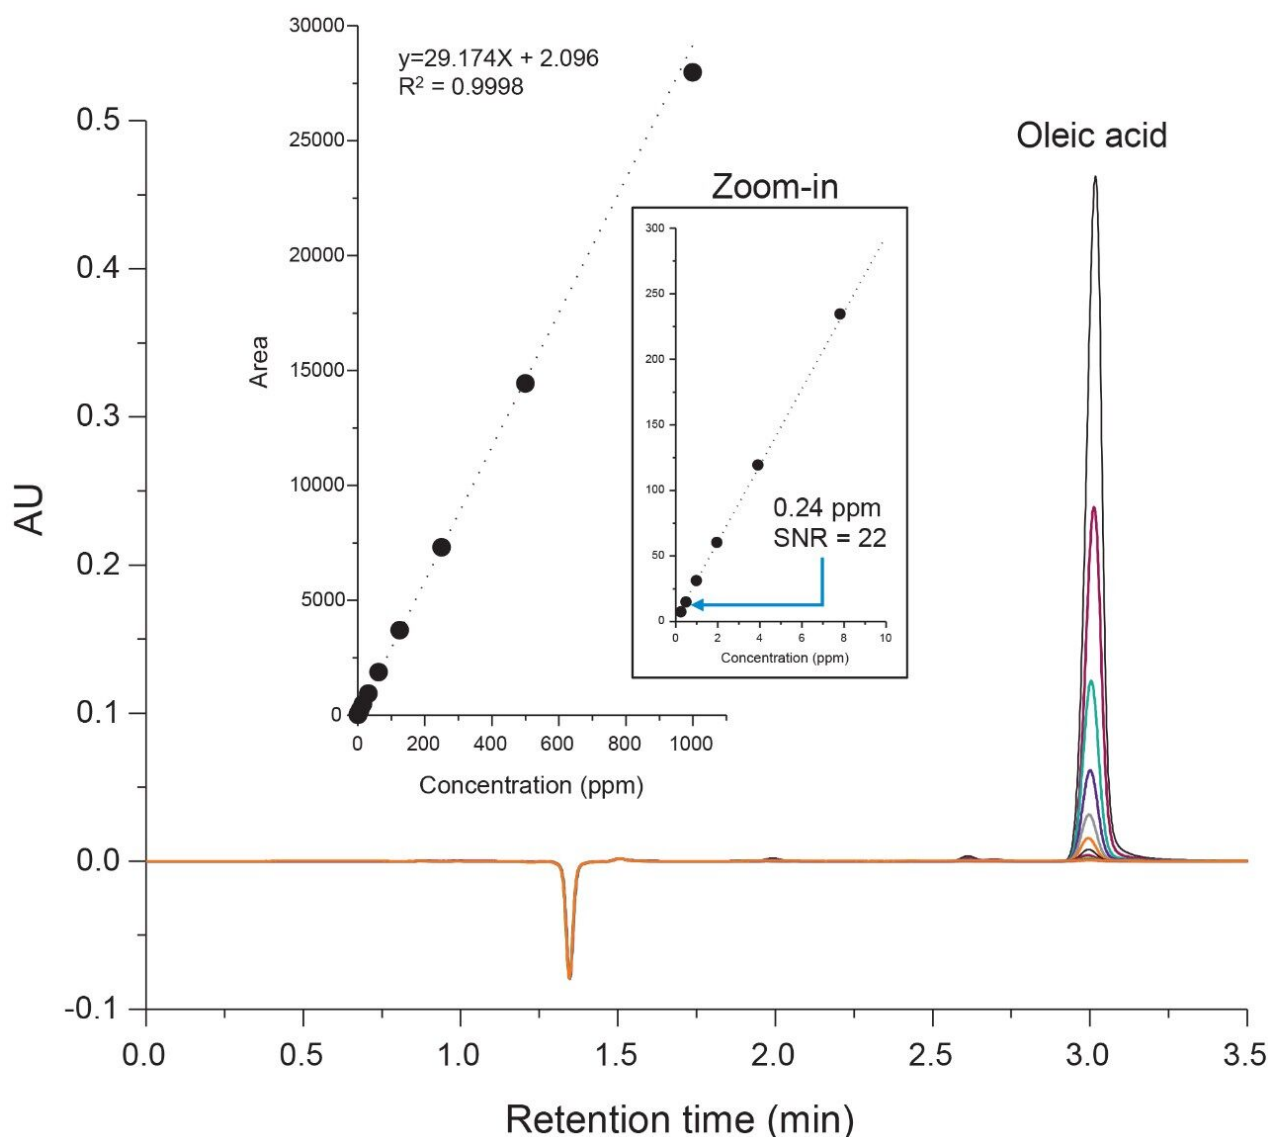 y=29.174X + 2.096
R² = 0.9998
30000
25000
20000
15000
10000
5000
0
Area
0 200 400 600 800 1000
Concentration (ppm)
Zoom-in
300
250
200
150
100
50
0
0.24 ppm
SNR = 22
0 2 4 6 8 10
Concentration (ppm)
Oleic acid
0.5
0.4
0.3
0.2
0.1
0.0
-0.1
AU
0.0 0.5 1.0 1.5 2.0 2.5 3.0 3.5
Retention time (min)